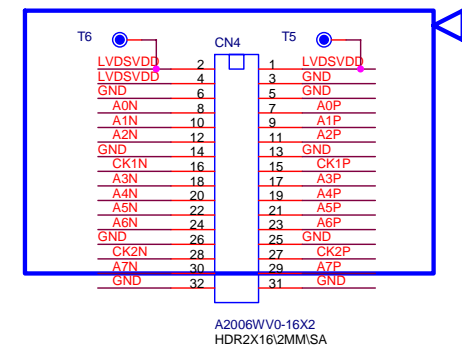 T6 CN4 T5
LVDSVDD 2 1 LVDSVDD
LVDSVDD 4 3 GND
GND 6 5 GND
A0N 8 7 A0P
A1N 10 9 A1P
A2N 12 11 A2P
GND 14 13 GND
CK1N 16 15 CK1P
A3N 18 17 A3P
A4N 20 19 A4P
A5N 22 21 A5P
A6N 24 23 A6P
GND 26 25 GND
CK2N 28 27 CK2P
A7N 30 29 A7P
GND 32 31 GND
A2006WV0-16X2
HDR2X16\2MM\SA